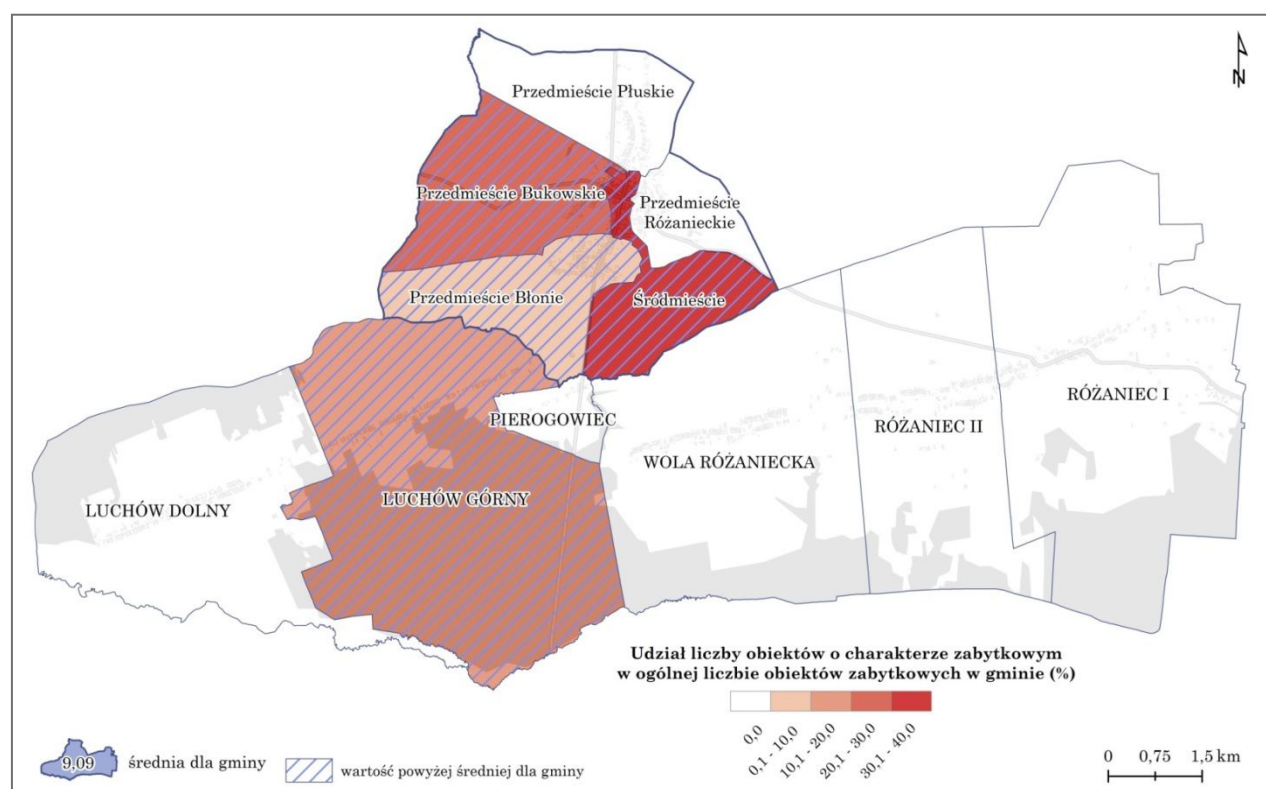 N
Przedmieście Płuskie
Przedmieście Bukowskie
Przedmieście
Różanieckie
Przedmieście Błonie
Śródmieście
PIEROGOWIEC
RÓŻANIEC I
RÓŻANIEC II
WOLA RÓŻANIECKA
LUCHÓW DOLNY
LUCHÓW GÓRNY
Udział liczby obiektów o charakterze zabytkowym
w ogólnej liczbie obiektów zabytkowych w gminie (%)
0,0
0,1 - 10,0
10,1 - 20,0
20,1 - 30,0
30,1 - 40,0
9,09
średnia dla gminy
wartość powyżej średniej dla gminy
0 0,75 1,5 km